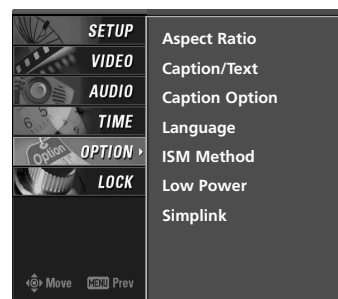 SETUP
VIDEO
AUDIO
TIME
OPTION
LOCK
Move MENU Prev
Aspect Ratio
Caption/Text
Caption Option
Language
ISM Method
Low Power
Simplink